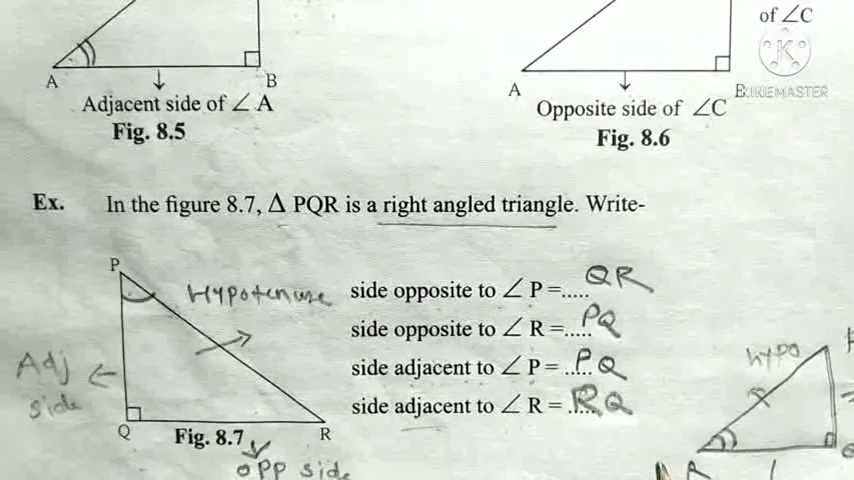 of ∠C
A
B
Adjacent side of ∠A
Fig. 8.5
A
KINEMASTER
Opposite side of ∠C
Fig. 8.6
Ex. In the figure 8.7, Δ PQR is a right angled triangle. Write-
P
Hypotenuse
side opposite to ∠ P =..... QR
side opposite to ∠ R =..... PQ
side adjacent to ∠ P = ..... PQ
side adjacent to ∠ R = ..... RQ
Adj
side
hypo
Q
Fig. 8.7
R
opp side
R